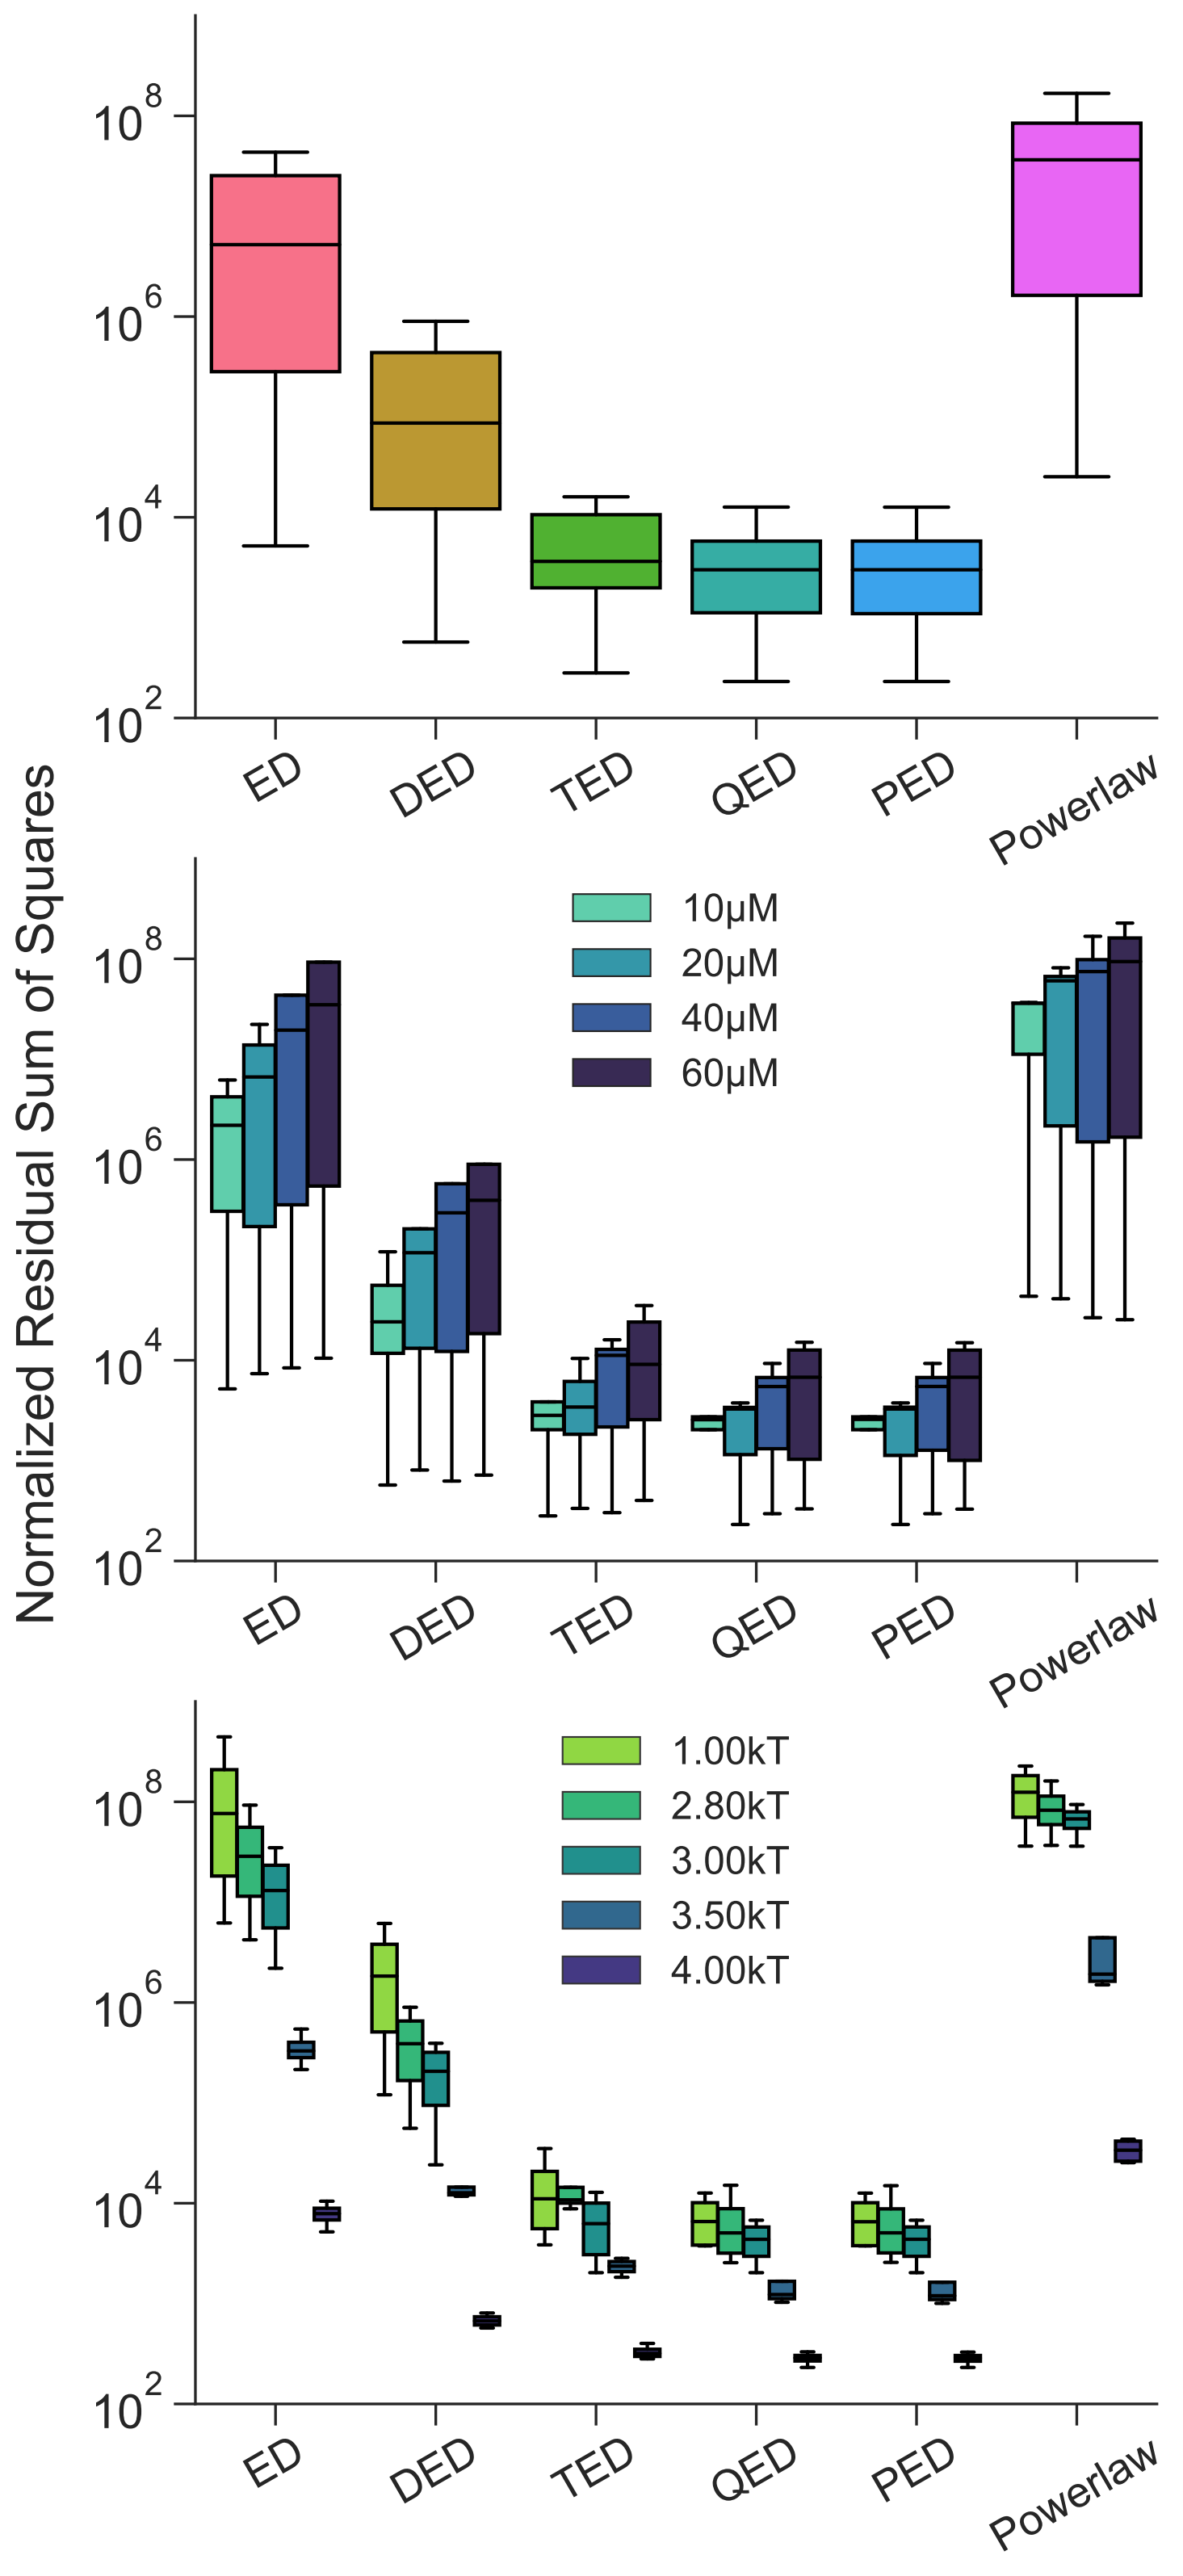 Normalized Residual Sum of Squares
10^8
10^6
10^4
10^2
ED DED TED QED PED Powerlaw
10^8
10^6
10^4
10^2
10µM
20µM
40µM
60µM
ED DED TED QED PED Powerlaw
10^8
10^6
10^4
10^2
1.00kT
2.80kT
3.00kT
3.50kT
4.00kT
ED DED TED QED PED Powerlaw